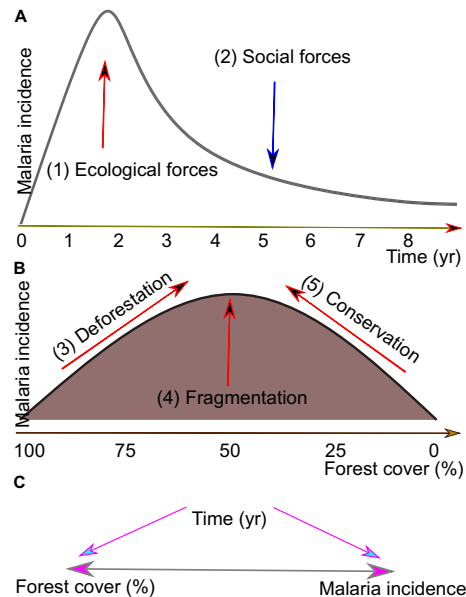 A
Malaria incidence
(2) Social forces
(1) Ecological forces
0 1 2 3 4 5 6 7 8
Time (yr)
B
Malaria incidence
(3) Deforestation
(5) Conservation
(4) Fragmentation
100 75 50 25 0
Forest cover (%)
C
Time (yr)
Forest cover (%)
Malaria incidence